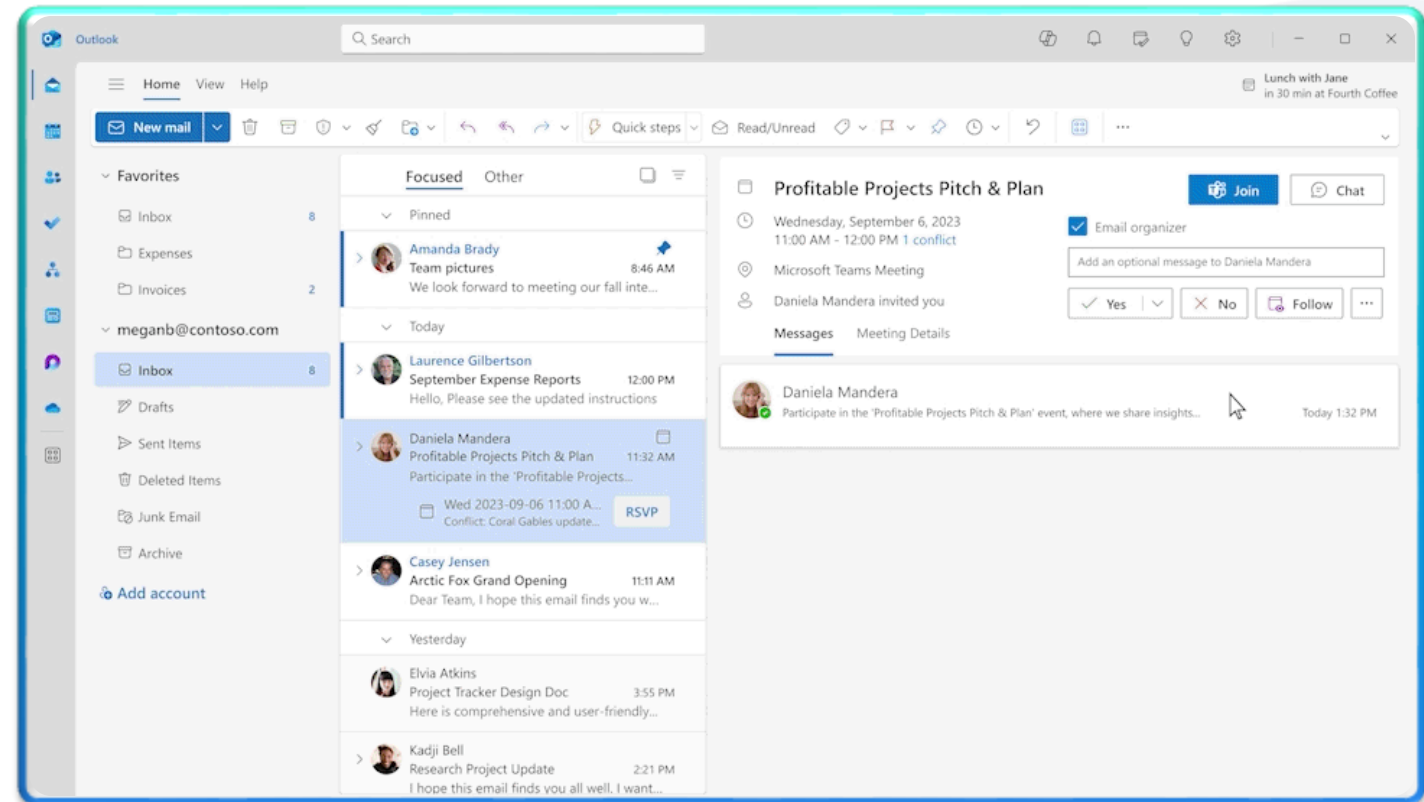 Outlook
Search
Home View Help
Lunch with Jane
in 30 min at Fourth Coffee
New mail
Quick steps
Read/Unread
Favorites
Inbox 8
Expenses
Invoices 2
meganb@contoso.com
Inbox 8
Drafts
Sent Items
Deleted Items
Junk Email
Archive
Add account
Focused Other
Pinned
Amanda Brady
Team pictures 8:46 AM
We look forward to meeting our fall inte...
Today
Laurence Gilbertson
September Expense Reports 12:00 PM
Hello, Please see the updated instructions
Daniela Mandera
Profitable Projects Pitch & Plan 11:32 AM
Participate in the 'Profitable Projects...
Wed 2023-09-06 11:00 A...
Conflict: Coral Gables update...
RSVP
Casey Jensen
Arctic Fox Grand Opening 11:11 AM
Dear Team, I hope this email finds you w...
Yesterday
Elvia Atkins
Project Tracker Design Doc 3:55 PM
Here is comprehensive and user-friendly...
Kadji Bell
Research Project Update 2:21 PM
I hope this email finds you all well. I want...
Profitable Projects Pitch & Plan
Join
Chat
Wednesday, September 6, 2023
11:00 AM - 12:00 PM 1 conflict
Microsoft Teams Meeting
Daniela Mandera invited you
Email organizer
Add an optional message to Daniela Mandera
Yes
No
Follow
...
Messages Meeting Details
Daniela Mandera
Participate in the 'Profitable Projects Pitch & Plan' event, where we share insights... Today 1:32 PM